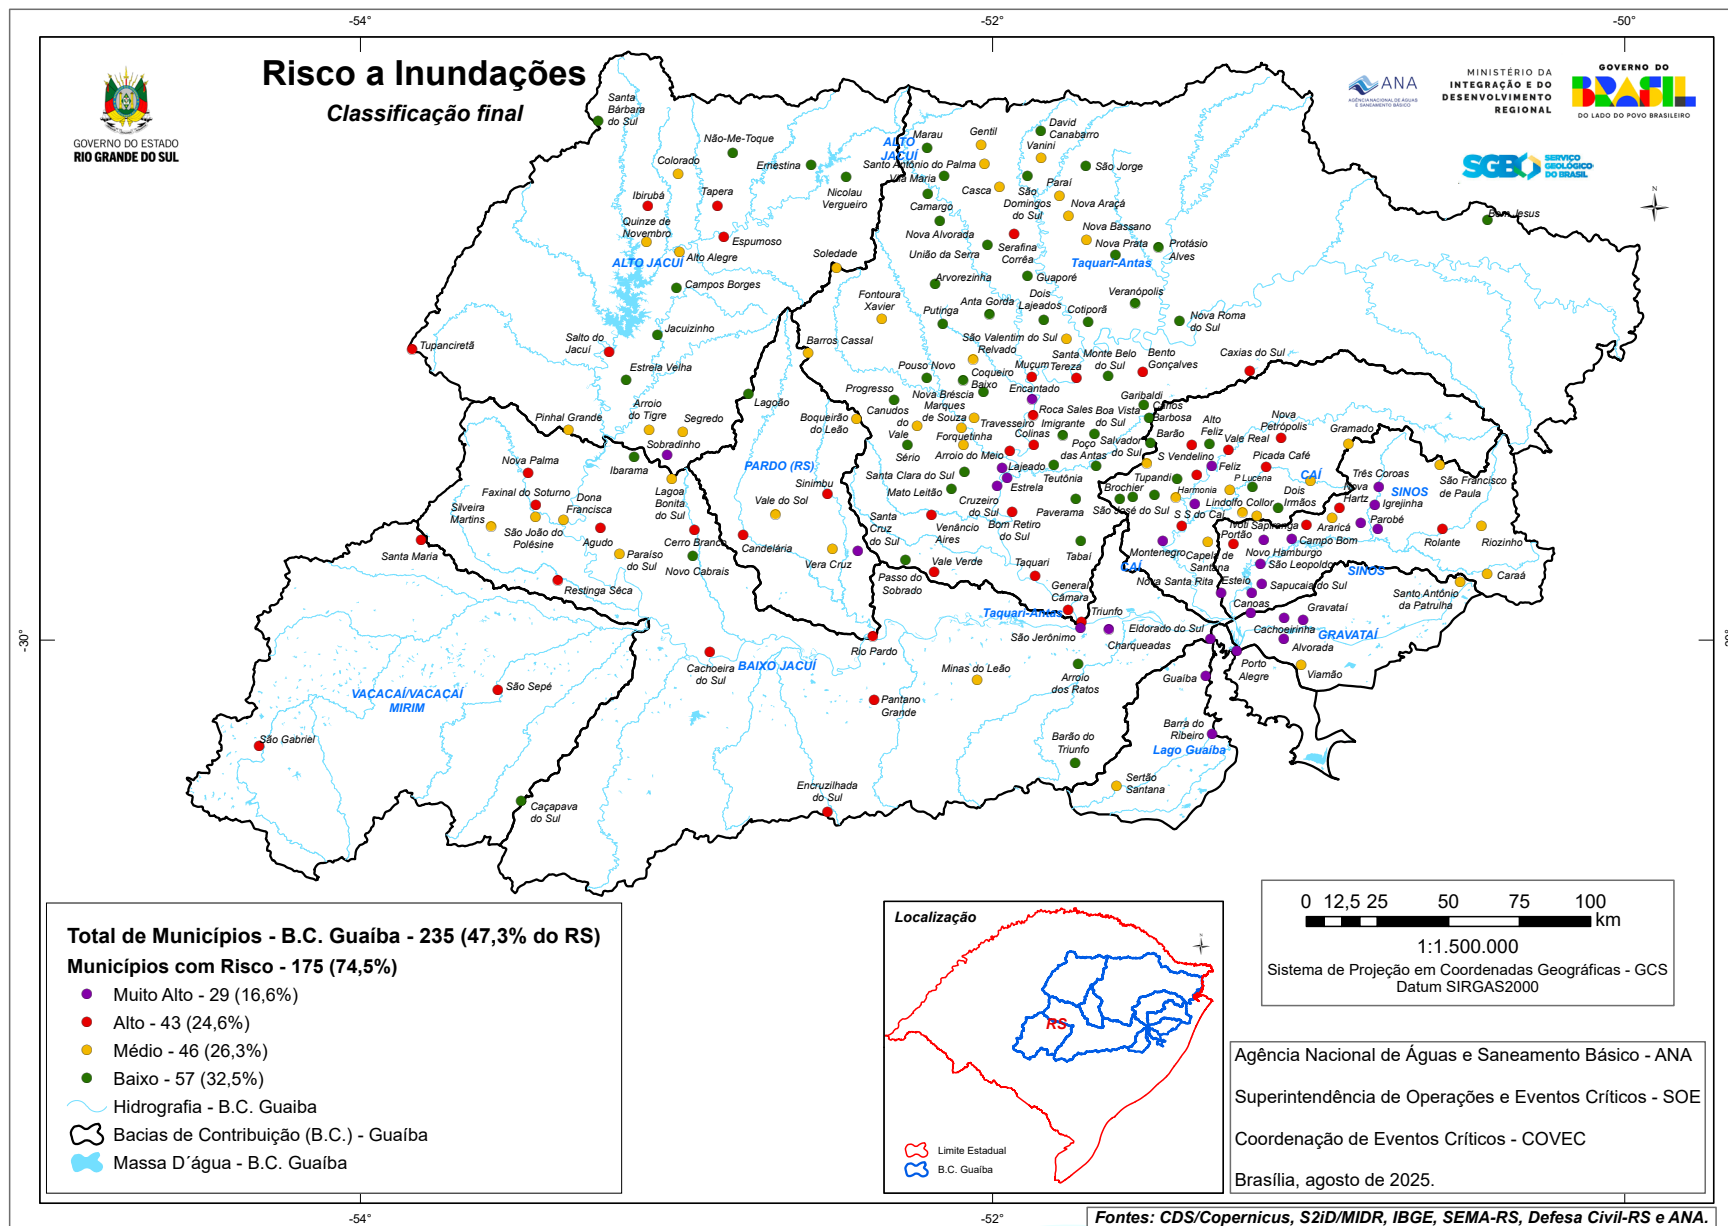 -54°
-52°
-50°
Risco a Inundações
Classificação final
GOVERNO DO ESTADO
RIO GRANDE DO SUL
ANA
AGÊNCIA NACIONAL DE ÁGUAS
E SANEAMENTO BÁSICO
MINISTÉRIO DA
INTEGRAÇÃO E DO
DESENVOLVIMENTO
REGIONAL
GOVERNO DO
BRASIL
DO LADO DO POVO BRASILEIRO
SGB
SERVIÇO
GEOLÓGICO
DO BRASIL
N
Santa
Bárbara
do Sul
Não-Me-Toque
Colorado
Ernestina
Ibirubá
Tapera
Nicolau
Vergueiro
Quinze de
Novembro
Espumoso
Alto Alegre
ALTO JACUÍ
Campos Borges
Soledade
Jacuizinho
Salto do
Jacuí
Tupanciretã
Estrela Velha
Barros Cassal
Fontoura
Xavier
Lagoão
Arroio
do Tigre
Segredo
Pinhal Grande
Sobradinho
Ibarama
Boqueirão
do Leão
ALTO
JACUÍ
Marau
Gentil
David
Canabarro
Vanini
Santo Antônio do Palma
Vila Maria
São Jorge
Casca
São
Domingos
do Sul
Paraí
Camargo
Nova Araçá
Nova Alvorada
Nova Bassano
Serafina
Corrêa
Nova Prata
Protásio
Alves
União da Serra
Taquari-Antas
Bom Jesus
Arvorezinha
Guaporé
Anta Gorda
Dois
Lajeados
Veranópolis
Putinga
Cotiporã
Nova Roma
do Sul
São Valentim do Sul
Relvado
Santa
Tereza
Monte Belo
do Sul
Bento
Gonçalves
Caxias do Sul
Pouso Novo
Coqueiro
Baixo
Muçum
Progresso
Nova Bréscia
Encantado
Garibaldi
Canudos
do
Vale
Marques
de Souza
Roca Sales
Boa Vista
do Sul
Carlos
Barbosa
Travesseiro
Imigrante
Alto
Feliz
Nova
Petrópolis
Gramado
Forquetinha
Colinas
Poço
das Antas
Salvador
do Sul
Barão
Vale Real
Sério
Arroio do Meio
S Vendelino
Picada Café
Três Coroas
São Francisco
de Paula
Santa Clara do Sul
Lajeado
Feliz
CAÍ
Mato Leitão
Estrela
Teutônia
Tupandi
P Lucena
Nova
Hartz
SINOS
Igrejinha
Cruzeiro
do Sul
Brochier
Harmonia
Lindolfo Collor
Dois
Irmãos
Paverama
São José do Sul
S S do Caí
Parobé
Bom Retiro
do Sul
Araricá
Venâncio
Aires
Sapiranga
Portão
Campo Bom
Rolante
Riozinho
Santa
Cruz
do Sul
Tabaí
Montenegro
Capela de
Santana
Novo Hamburgo
São Leopoldo
SINOS
Caraá
Passo do
Sobrado
Vale Verde
Taquari
CAÍ
Nova Santa Rita
Esteio
Sapucaia do Sul
Santo Antônio
da Patrulha
General
Câmara
Canoas
Gravataí
Taquari-Antas
Triunfo
Cachoeirinha
GRAVATAÍ
São Jerônimo
Eldorado do Sul
Charqueadas
Alvorada
Porto
Alegre
Viamão
Guaíba
Arroio
dos Ratos
Minas do Leão
Barra do
Ribeiro
Lago Guaíba
Barão do
Triunfo
Sertão
Santana
PARDO (RS)
Sinimbu
Vale do Sol
Nova Palma
Faxinal do Soturno
Dona
Francisca
Lagoa
Bonita
do Sul
Silveira
Martins
São João do
Polêsine
Agudo
Cerro Branco
Candelária
Vera Cruz
Santa Maria
Paraíso
do Sul
Novo Cabrais
Restinga Sêca
Rio Pardo
Cachoeira
do Sul
BAIXO JACUÍ
VACACAÍ/VACACAÍ
MIRIM
São Sepé
Pantano
Grande
São Gabriel
Caçapava
do Sul
Encruzilhada
do Sul
-30°
Total de Municípios - B.C. Guaíba - 235 (47,3% do RS)
Municípios com Risco - 175 (74,5%)
Muito Alto - 29 (16,6%)
Alto - 43 (24,6%)
Médio - 46 (26,3%)
Baixo - 57 (32,5%)
Hidrografia - B.C. Guaiba
Bacias de Contribuição (B.C.) - Guaíba
Massa D´água - B.C. Guaíba
Localização
RS
Limite Estadual
B.C. Guaíba
0 12,5 25 50 75 100
km
1:1.500.000
Sistema de Projeção em Coordenadas Geográficas - GCS
Datum SIRGAS2000
Agência Nacional de Águas e Saneamento Básico - ANA
Superintendência de Operações e Eventos Críticos - SOE
Coordenação de Eventos Críticos - COVEC
Brasília, agosto de 2025.
-54°
-52°
Fontes: CDS/Copernicus, S2iD/MIDR, IBGE, SEMA-RS, Defesa Civil-RS e ANA.